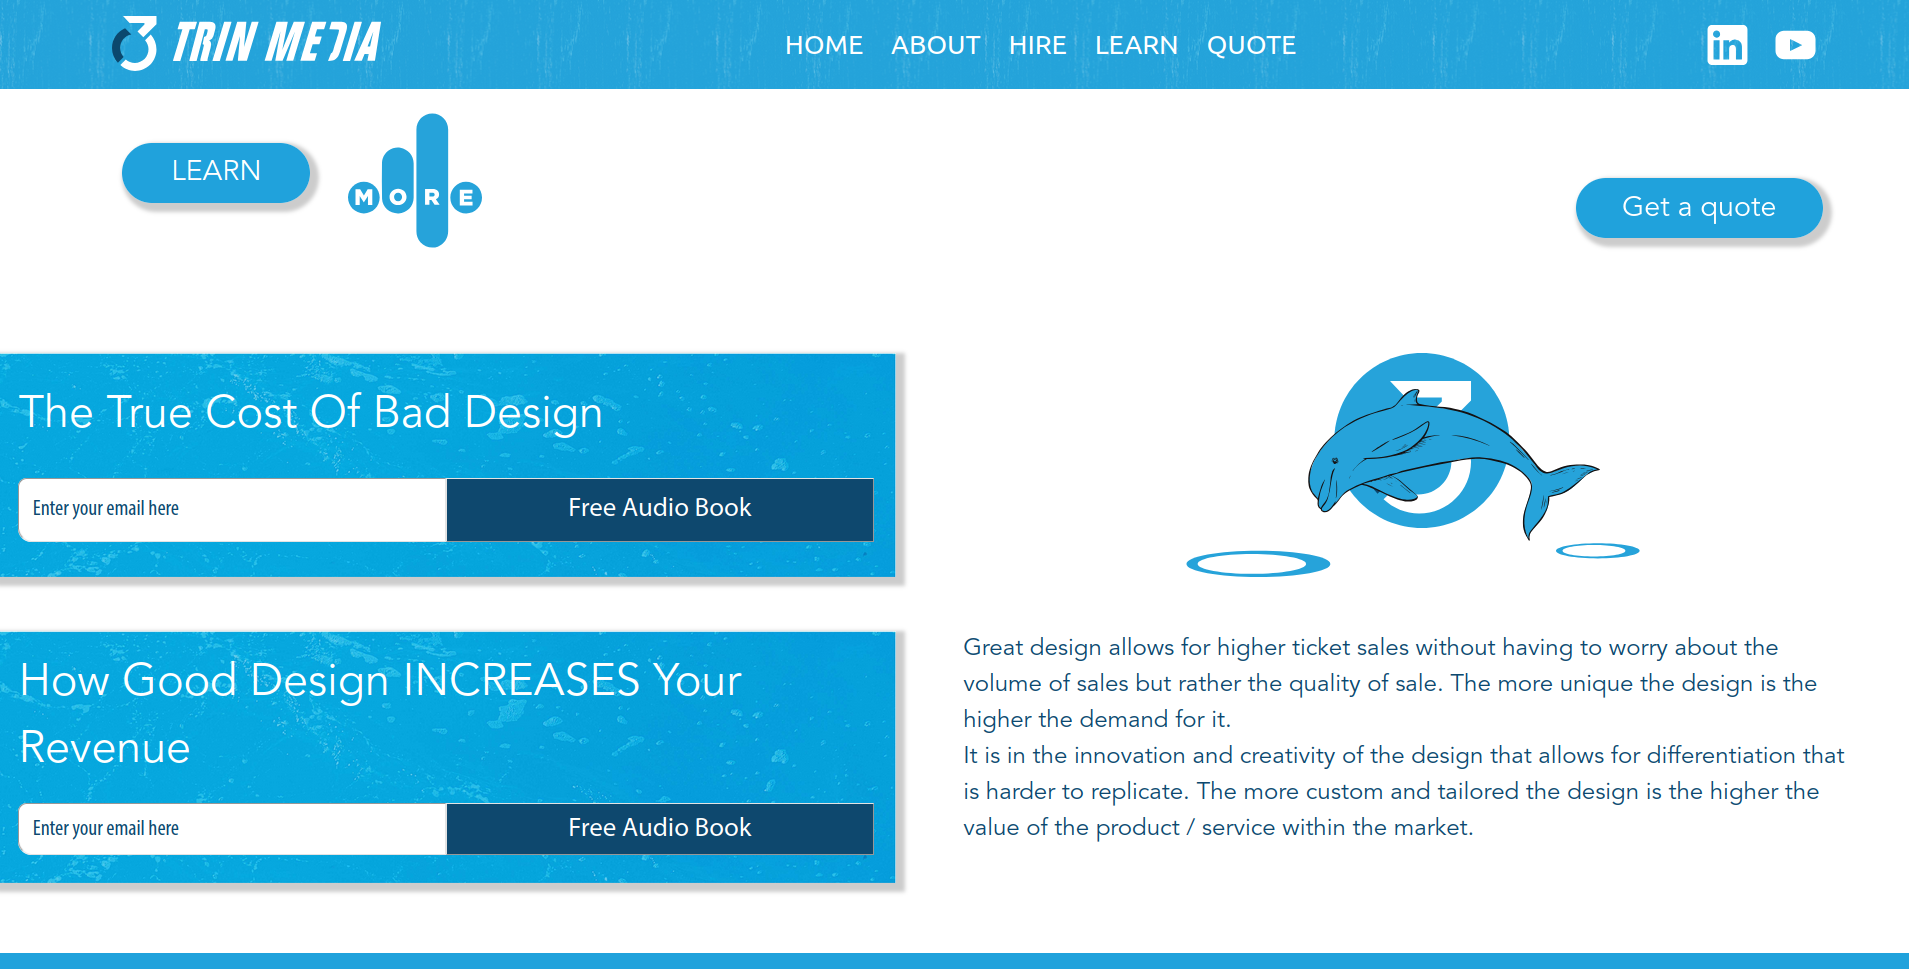 3 TRIN MEDIA
HOME ABOUT HIRE LEARN QUOTE
in
LEARN
MORE
Get a quote
The True Cost Of Bad Design
Enter your email here
Free Audio Book
3
How Good Design INCREASES Your
Revenue
Enter your email here
Free Audio Book
Great design allows for higher ticket sales without having to worry about the
volume of sales but rather the quality of sale. The more unique the design is the
higher the demand for it.
It is in the innovation and creativity of the design that allows for differentiation that
is harder to replicate. The more custom and tailored the design is the higher the
value of the product / service within the market.